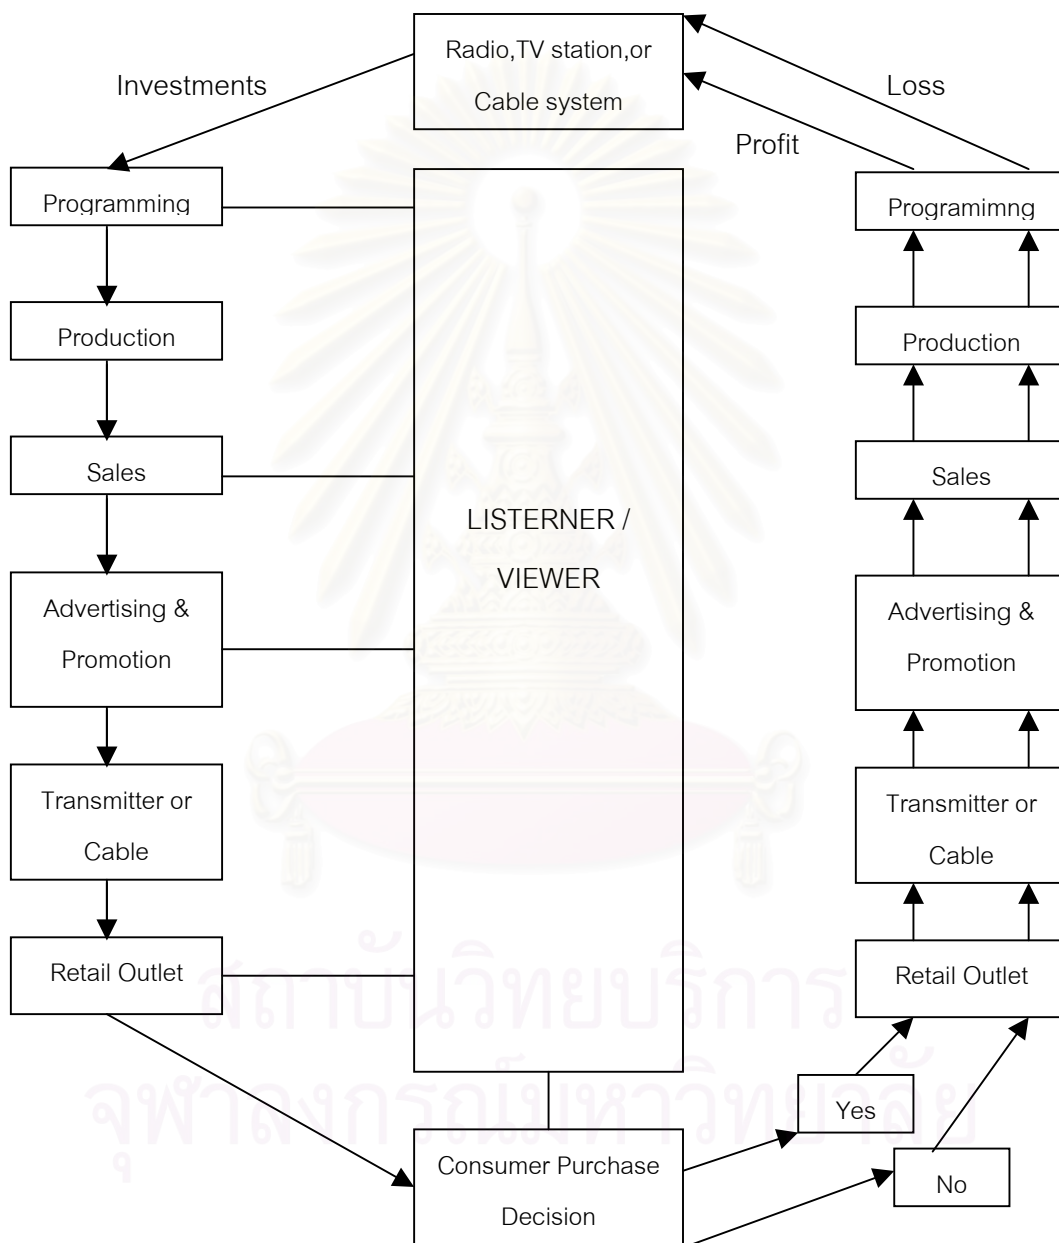 Radio,TV station,or
Cable system
Investments
Loss
Profit
Programming
Production
Sales
Advertising &
Promotion
Transmitter or
Cable
Retail Outlet
LISTERNER /
VIEWER
Programimng
Production
Sales
Advertising &
Promotion
Transmitter or
Cable
Retail Outlet
Yes
No
Consumer Purchase
Decision
สถาบันวิทยบริการ
จุฬาลงกรณ์มหาวิทยาลัย